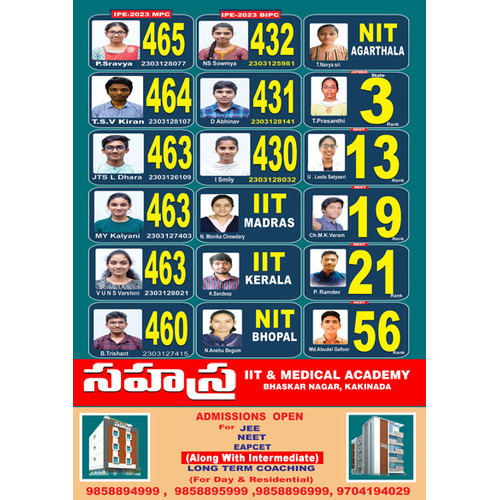 IPE-2023 MPC
IPE-2023 BIPC
465
P.Sravya
2303128077
432
NS Sowmya
2303125981
NIT
AGARTHALA
T.Navya sri
464
T.S.V Kiran
2303128107
431
D Abhinav
2303128141
State
3
T.Prasanthi
Rank
463
JTS L Dhara
2303126109
430
I Smily
2303128032
NEET
13
U . Leela Satyasri
Rank
463
MY Kalyani
2303127403
IIT
MADRAS
N. Monika Chowdary
NEET
19
Ch.M.K.Varam
Rank
463
V U N S Varshini
2303128021
IIT
KERALA
K.Sandeep
NEET
21
P. Ramdev
Rank
460
B.Trishant
2303127415
NIT
BHOPAL
N.Anshu Begum
NEET
56
Md.Abudel Gafoor
Rank
సహస్ర
IIT & MEDICAL ACADEMY
BHASKAR NAGAR, KAKINADA
ADMISSIONS OPEN
For JEE
NEET
EAPCET
(Along With Intermediate)
LONG TERM COACHING
(For Day & Residential)
9858894999 , 9858895999 ,9858896999, 9704194029